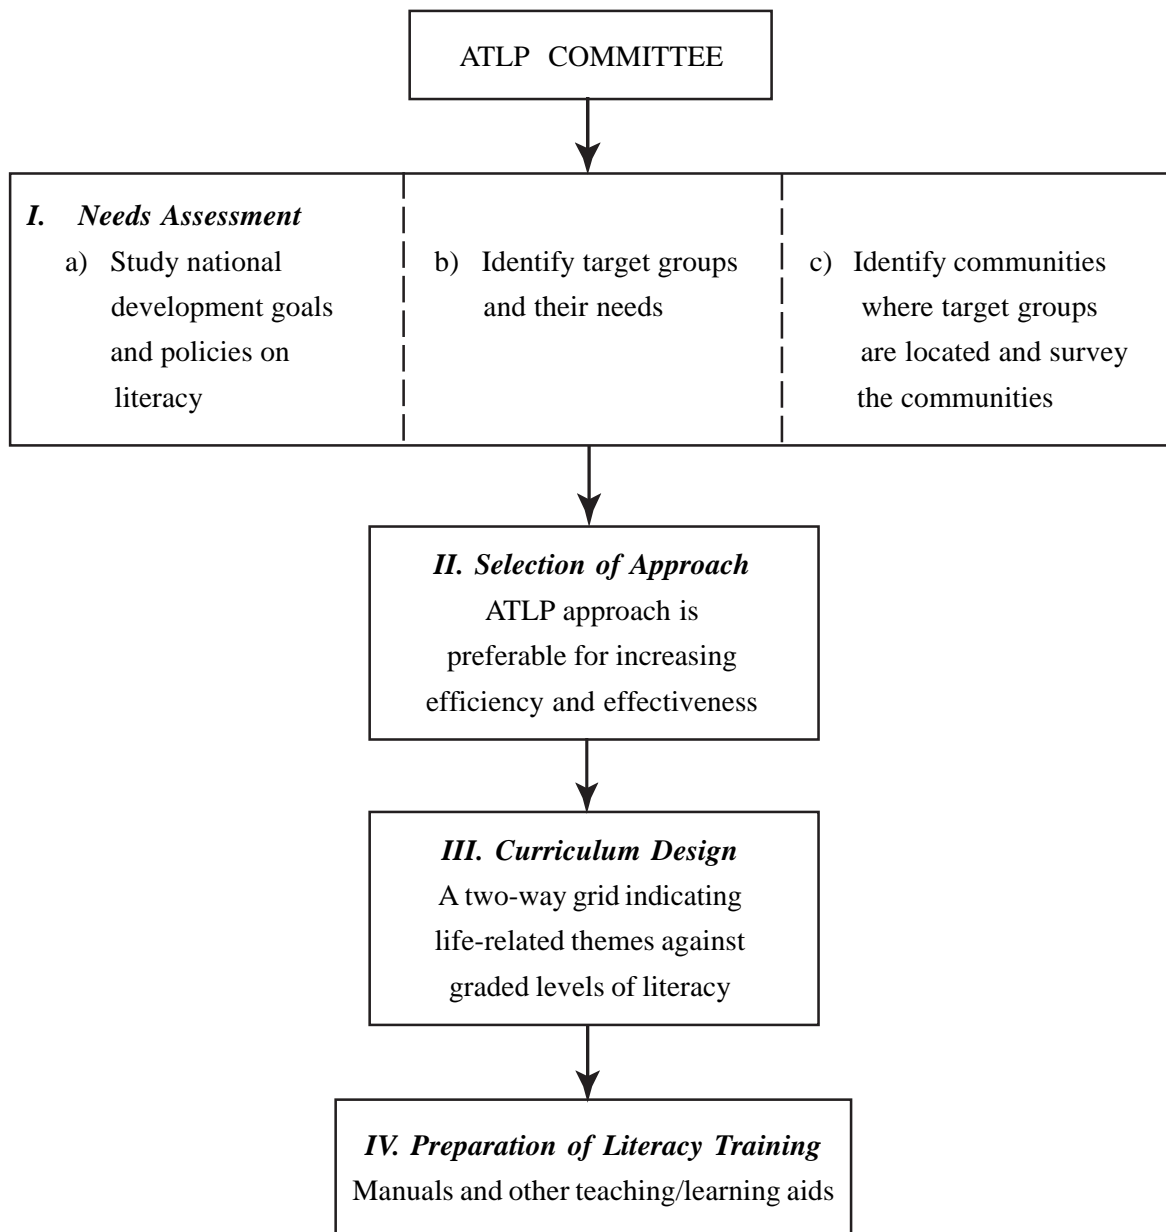 ATLP COMMITTEE
I. Needs Assessment
a) Study national
development goals
and policies on
literacy
b) Identify target groups
and their needs
c) Identify communities
where target groups
are located and survey
the communities
II. Selection of Approach
ATLP approach is
preferable for increasing
efficiency and effectiveness
III. Curriculum Design
A two-way grid indicating
life-related themes against
graded levels of literacy
IV. Preparation of Literacy Training
Manuals and other teaching/learning aids